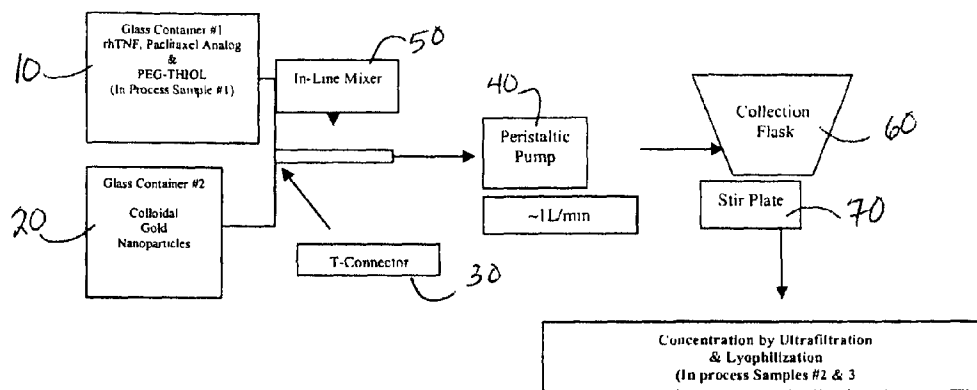 Glass Container #1
rhTNF, Paclitaxel Analog
&
PEG-THIOL
(In Process Sample #1)
10
In-Line Mixer
50
40
Peristaltic
Pump
~1L/min
Collection
Flask
60
Stir Plate
70
Glass Container #2
Colloidal
Gold
Nanoparticles
20
T-Connector
30
Concentration by Ultrafiltration
& Lyophilization
(In process Samples #2 & 3